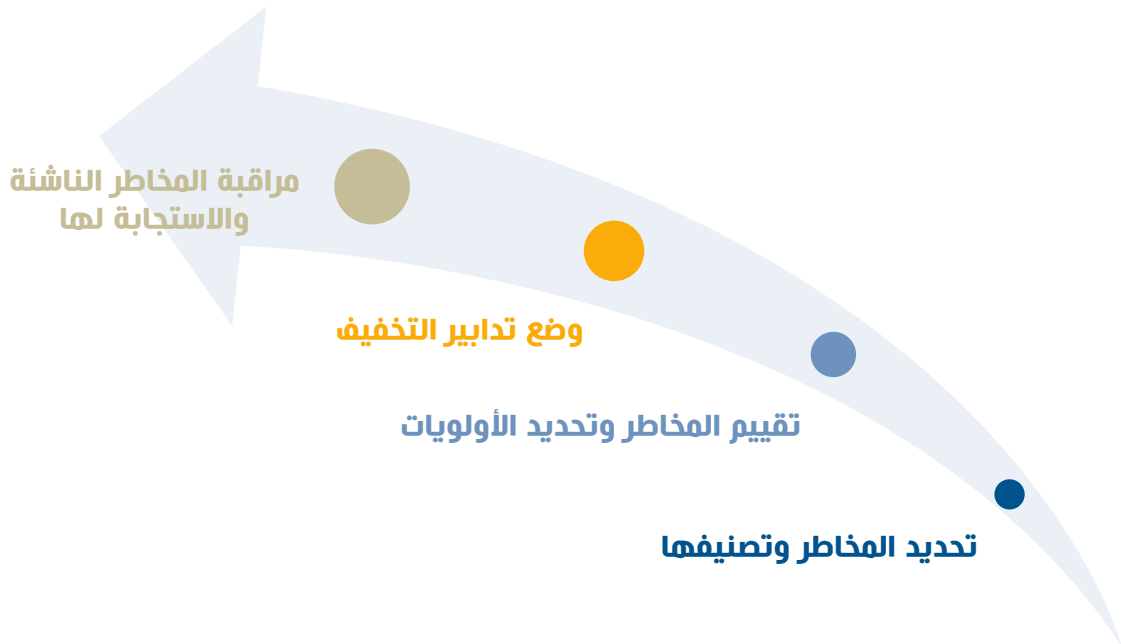 مراقبة المخاطر الناشئة
والاستجابة لها
وضع تدابير التخفيف
تقييم المخاطر وتحديد الأولويات
تحديد المخاطر وتصنيفها